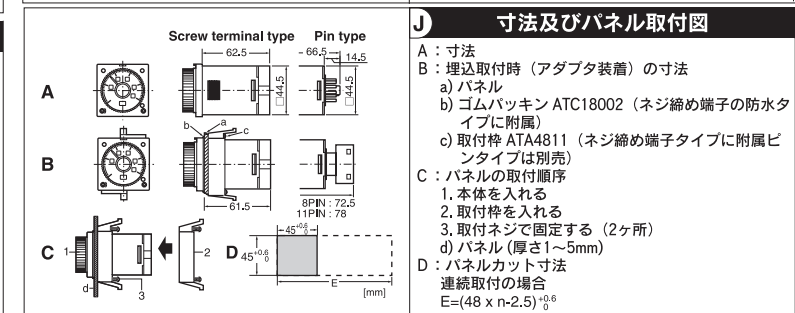 Screw terminal type Pin type
62.5
66.5
14.5
□44.5
□44.5
A
b
a
c
B
61.5
8PIN : 72.5
11PIN : 78
C
1
2
3
d
D
45+0.6 0
45+0.6 0
E
[mm]
J 寸法及びパネル取付図
A：寸法
B：埋込取付時（アダプタ装着）の寸法
a) パネル
b) ゴムパッキン ATC18002（ネジ締め端子の防水タ
イプに附属）
c) 取付枠 ATA4811（ネジ締め端子タイプに附属ピ
ンタイプは別売）
C：パネルの取付順序
1. 本体を入れる
2. 取付枠を入れる
3. 取付ネジで固定する（2ヶ所）
d) パネル (厚さ1～5mm)
D：パネルカット寸法
連続取付の場合
E=(48 x n-2.5)+0.6 0